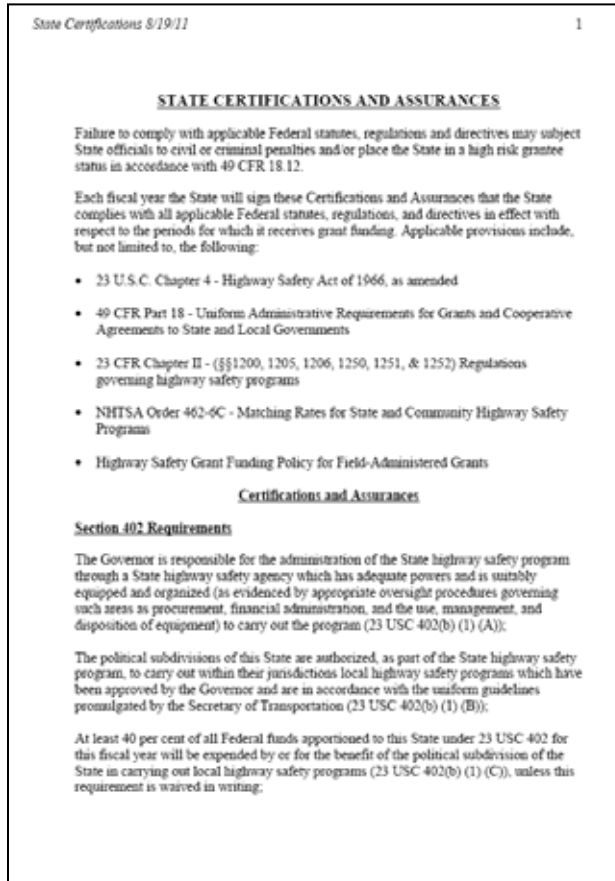 State Certifications 8/19/11 1
STATE CERTIFICATIONS AND ASSURANCES
Failure to comply with applicable Federal statutes, regulations and directives may subject
State officials to civil or criminal penalties and/or place the State in a high risk grantee
status in accordance with 49 CFR 18.12.
Each fiscal year the State will sign these Certifications and Assurances that the State
complies with all applicable Federal statutes, regulations, and directives in effect with
respect to the periods for which it receives grant funding. Applicable provisions include,
but not limited to, the following:
• 23 U.S.C. Chapter 4 - Highway Safety Act of 1966, as amended
• 49 CFR Part 18 - Uniform Administrative Requirements for Grants and Cooperative
Agreements to State and Local Governments
• 23 CFR Chapter II - (§§1200, 1205, 1206, 1250, 1251, & 1252) Regulations
governing highway safety programs
• NHTSA Order 462-6C - Matching Rates for State and Community Highway Safety
Programs
• Highway Safety Grant Funding Policy for Field-Administered Grants
Certifications and Assurances
Section 402 Requirements
The Governor is responsible for the administration of the State highway safety program
through a State highway safety agency which has adequate powers and is suitably
equipped and organized (as evidenced by appropriate oversight procedures governing
such areas as procurement, financial administration, and the use, management, and
disposition of equipment) to carry out the program (23 USC 402(b) (1) (A));
The political subdivisions of this State are authorized, as part of the State highway safety
program, to carry out within their jurisdictions local highway safety programs which have
been approved by the Governor and are in accordance with the uniform guidelines
promulgated by the Secretary of Transportation (23 USC 402(b) (1) (B));
At least 40 per cent of all Federal funds apportioned to this State under 23 USC 402 for
this fiscal year will be expended by or for the benefit of the political subdivision of the
State in carrying out local highway safety programs (23 USC 402(b) (1) (C)), unless this
requirement is waived in writing;